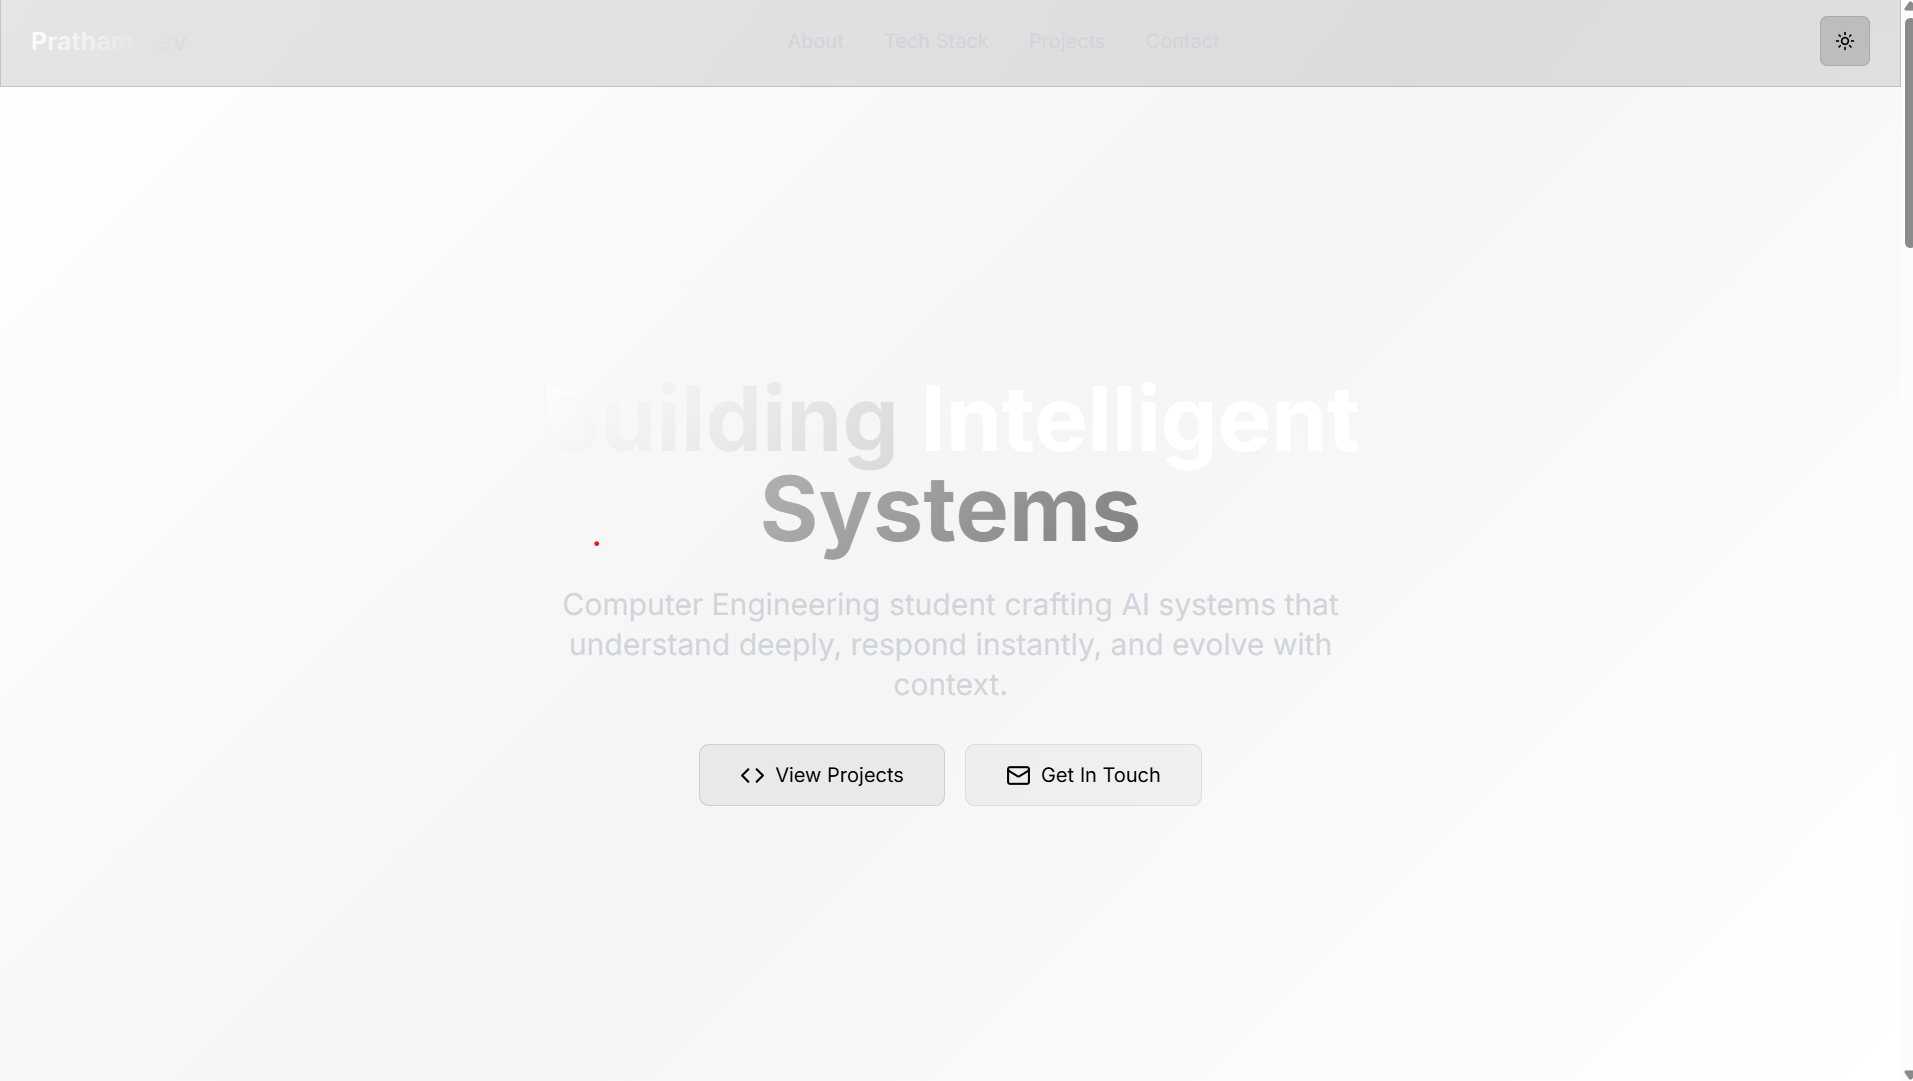 Pratham.Dev
About
Tech Stack
Projects
Contact
Building Intelligent
Systems
Computer Engineering student crafting AI systems that
understand deeply, respond instantly, and evolve with
context.
View Projects
Get In Touch